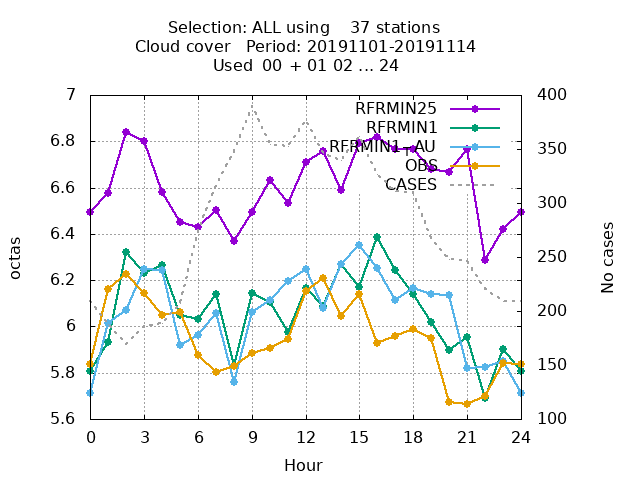 Selection: ALL using 37 stations
Cloud cover Period: 20191101-20191114
Used 00 + 01 02 ... 24
RFRMIN25
RFRMIN1
RFRMIN1+AU
OBS
CASES
7
6.8
6.6
6.4
6.2
6
5.8
5.6
octas
400
350
300
250
200
150
100
No cases
0 3 6 9 12 15 18 21 24
Hour